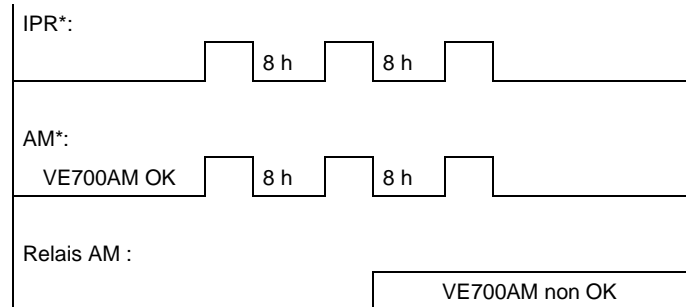 IPR*:
8 h 8 h
AM*:
VE700AM OK 8 h 8 h
Relais AM :
VE700AM non OK